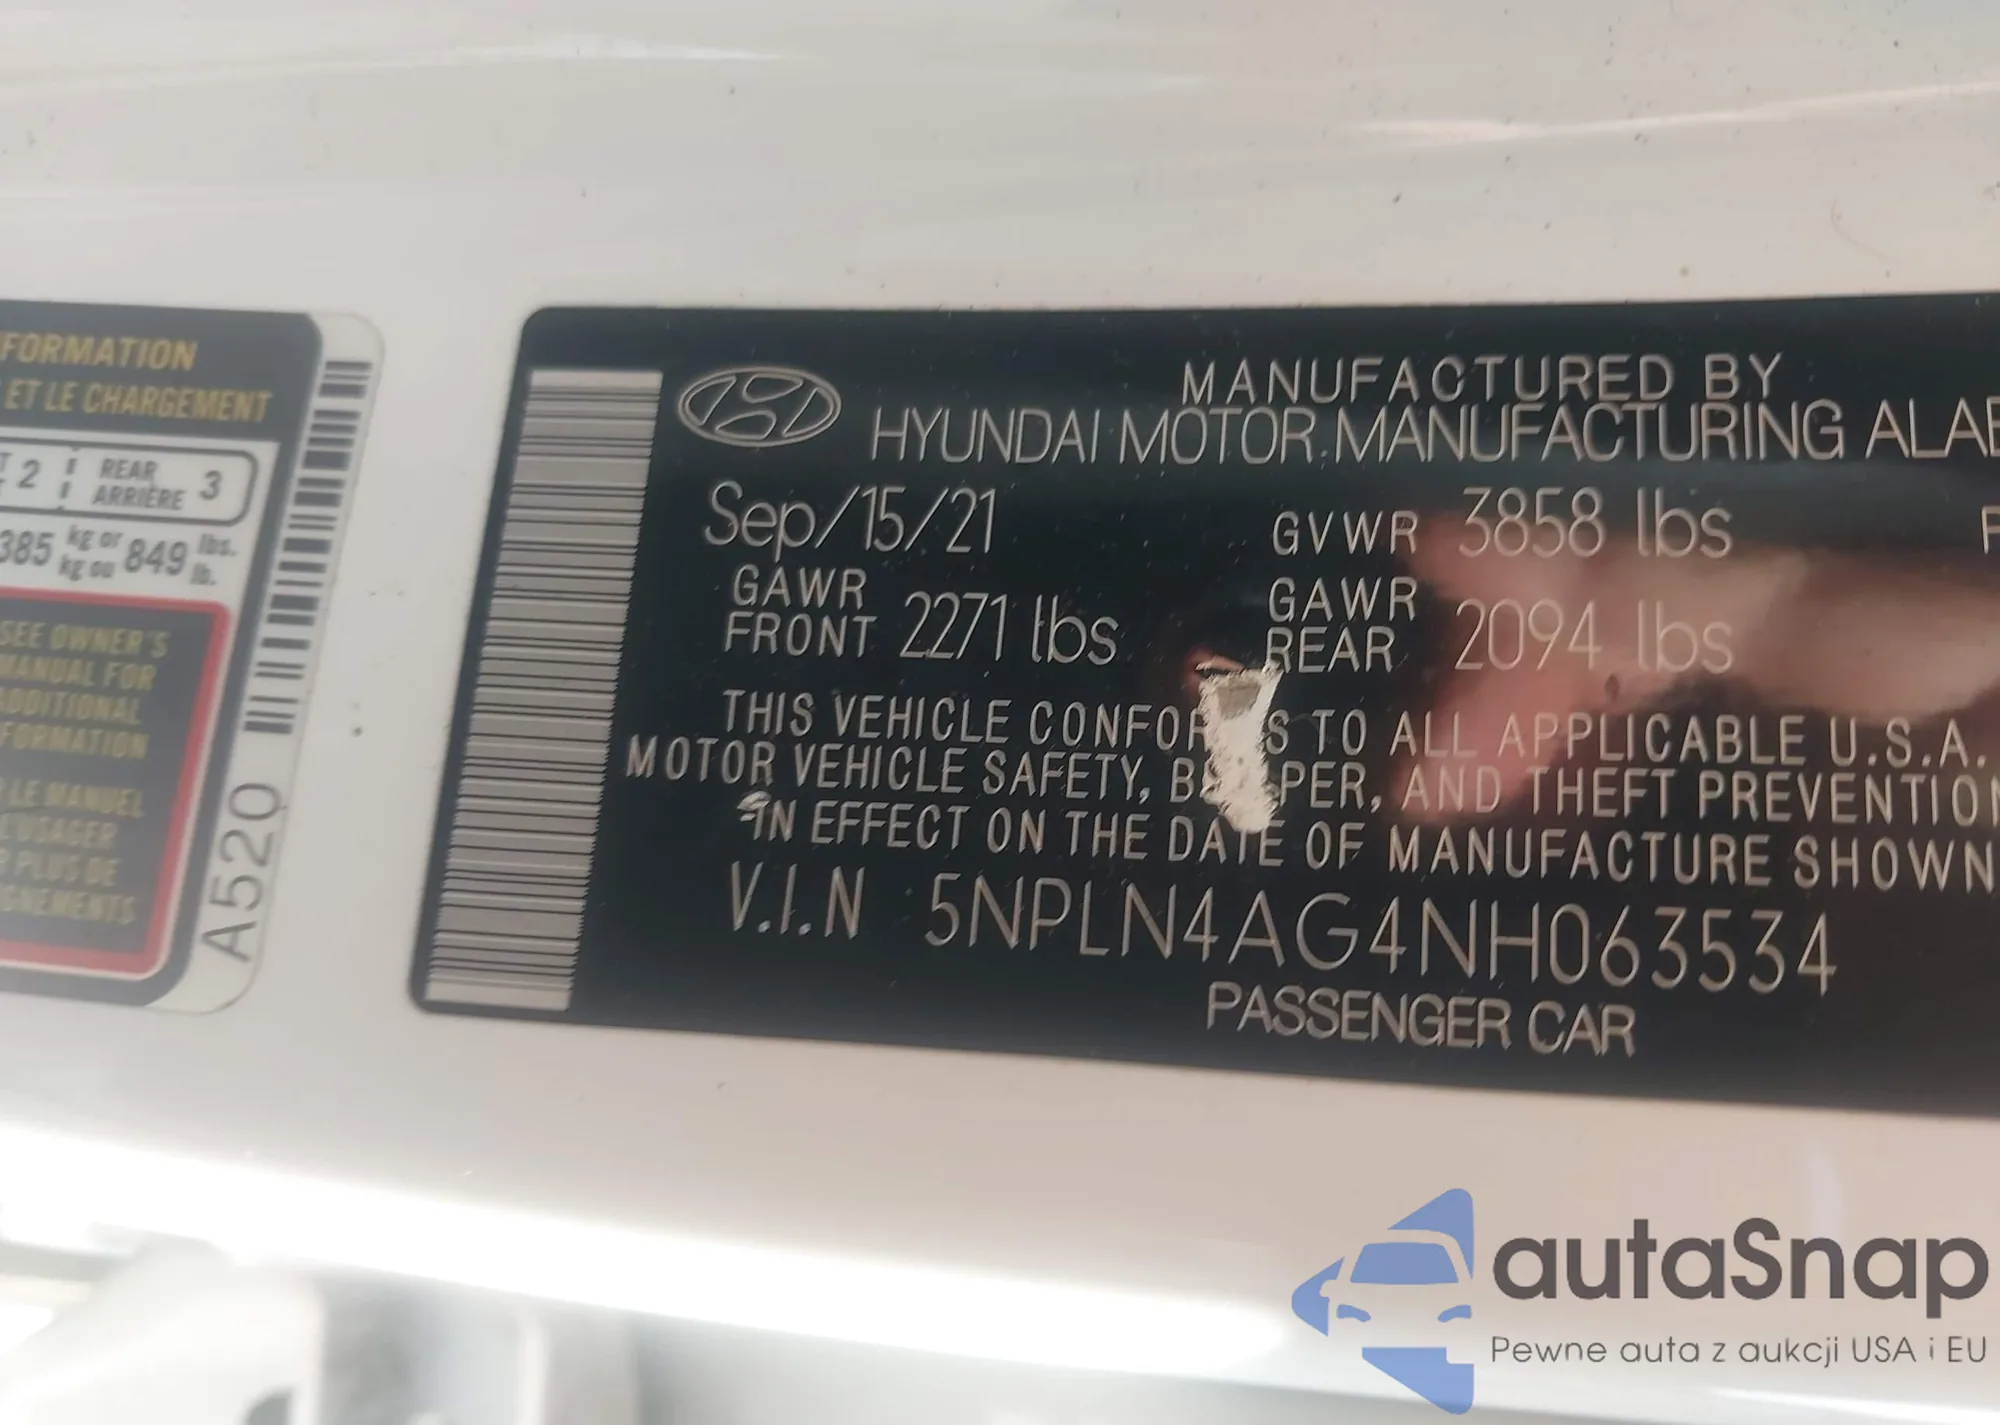 FORMATION
ET LE CHARGEMENT
2 REAR ARRIÈRE 3
385 kg or kg ou 849 lbs. lb.
SEE OWNER'S
MANUAL FOR
ADDITIONAL
FORMATION
LE MANUEL
L'USAGER
PLUS DE
A520
MANUFACTURED BY
HYUNDAI MOTOR MANUFACTURING ALAB
Sep/15/21 GVWR 3858 lbs
GAWR FRONT 2271 lbs GAWR REAR 2094 lbs
THIS VEHICLE CONFOR S TO ALL APPLICABLE U.S.A.
MOTOR VEHICLE SAFETY, B PER, AND THEFT PREVENTION
IN EFFECT ON THE DATE OF MANUFACTURE SHOWN
V.I.N 5NPLN4AG4NH063534
PASSENGER CAR
autaSnap
Pewne auta z aukcji USA i EU